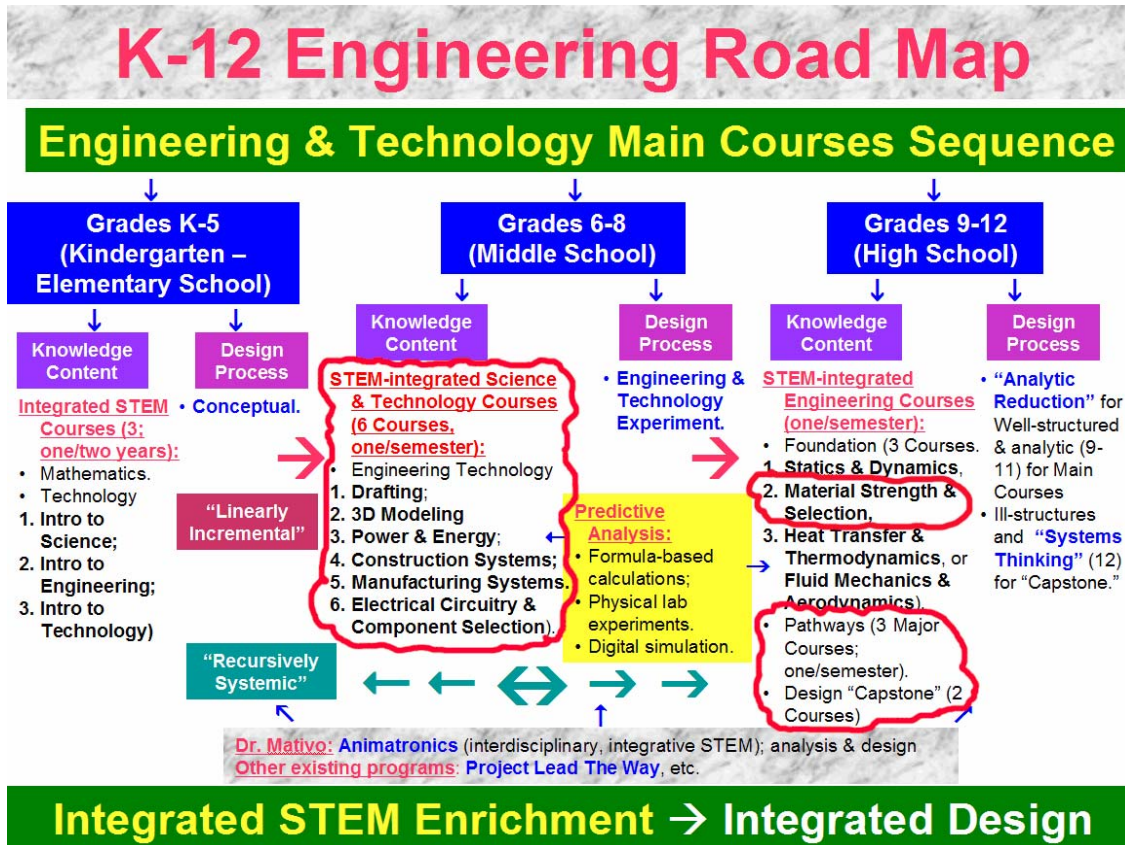 K-12 Engineering Road Map
Engineering & Technology Main Courses Sequence
↓
↓
↓
Grades K-5
(Kindergarten –
Elementary School)
Grades 6-8
(Middle School)
Grades 9-12
(High School)
↓
↓
↓
↓
↓
↓
Knowledge
Content
Integrated STEM
Courses (3;
one/two years):
• Mathematics.
• Technology
1. Intro to
Science;
2. Intro to
Engineering;
3. Intro to
Technology)
Design
Process
• Conceptual.
→
"Linearly
Incremental"
"Recursively
Systemic"
Knowledge
Content
STEM-integrated Science
& Technology Courses
(6 Courses,
one/semester):
• Engineering Technology
1. Drafting;
2. 3D Modeling
3. Power & Energy;
4. Construction Systems;
5. Manufacturing Systems.
6. Electrical Circuitry &
Component Selection).
Design
Process
• Engineering &
Technology
Experiment.
→
←
Predictive
Analysis:
• Formula-based
calculations;
• Physical lab
experiments.
• Digital simulation.
→
← ← ↔ → →
Knowledge
Content
STEM-integrated
Engineering Courses
(one/semester):
• Foundation (3 Courses.
1. Statics & Dynamics,
2. Material Strength &
Selection,
3. Heat Transfer &
Thermodynamics, or
Fluid Mechanics &
Aerodynamics).
• Pathways (3 Major
Courses;
one/semester).
• Design "Capstone" (2
Courses)
Design
Process
• "Analytic
Reduction" for
Well-structured
& analytic (9-
11) for Main
Courses
• Ill-structures
and "Systems
Thinking" (12)
for "Capstone."
↖
↑
↗
Dr. Mativo: Animatronics (interdisciplinary, integrative STEM); analysis & design
Other existing programs: Project Lead The Way, etc.
Integrated STEM Enrichment → Integrated Design